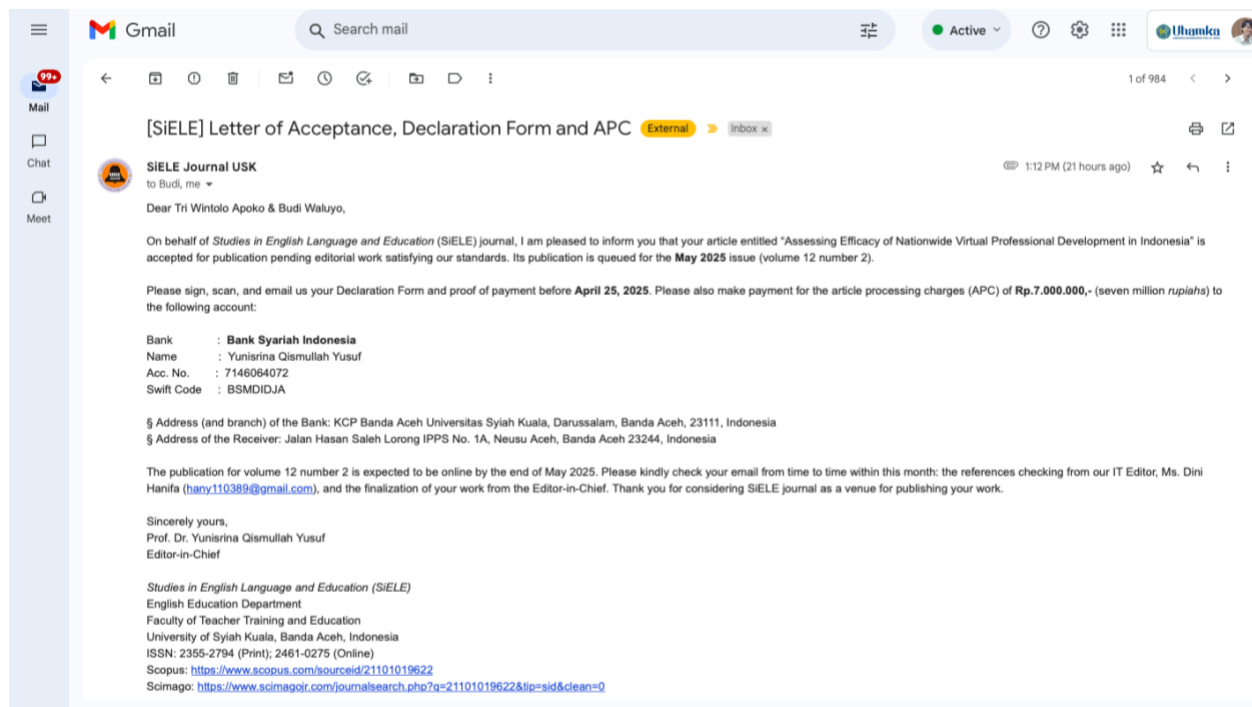 Gmail
Search mail
Active
Uhamka
99+
Mail
Chat
Meet
1 of 984
[SiELE] Letter of Acceptance, Declaration Form and APC External Inbox x
SiELE Journal USK
1:12 PM (21 hours ago)
to Budi, me
Dear Tri Wintolo Apoko & Budi Waluyo,
On behalf of Studies in English Language and Education (SiELE) journal, I am pleased to inform you that your article entitled "Assessing Efficacy of Nationwide Virtual Professional Development in Indonesia" is
accepted for publication pending editorial work satisfying our standards. Its publication is queued for the May 2025 issue (volume 12 number 2).
Please sign, scan, and email us your Declaration Form and proof of payment before April 25, 2025. Please also make payment for the article processing charges (APC) of Rp.7.000.000,- (seven million rupiahs) to
the following account:
Bank : Bank Syariah Indonesia
Name : Yunisrina Qismullah Yusuf
Acc. No. : 7146064072
Swift Code : BSMDIDJA
§ Address (and branch) of the Bank: KCP Banda Aceh Universitas Syiah Kuala, Darussalam, Banda Aceh, 23111, Indonesia
§ Address of the Receiver: Jalan Hasan Saleh Lorong IPPS No. 1A, Neusu Aceh, Banda Aceh 23244, Indonesia
The publication for volume 12 number 2 is expected to be online by the end of May 2025. Please kindly check your email from time to time within this month: the references checking from our IT Editor, Ms. Dini
Hanifa (hany110389@gmail.com), and the finalization of your work from the Editor-in-Chief. Thank you for considering SiELE journal as a venue for publishing your work.
Sincerely yours,
Prof. Dr. Yunisrina Qismullah Yusuf
Editor-in-Chief
Studies in English Language and Education (SiELE)
English Education Department
Faculty of Teacher Training and Education
University of Syiah Kuala, Banda Aceh, Indonesia
ISSN: 2355-2794 (Print); 2461-0275 (Online)
Scopus: https://www.scopus.com/sourceid/21101019622
Scimago: https://www.scimagojr.com/journalsearch.php?q=21101019622&tip=sid&clean=0